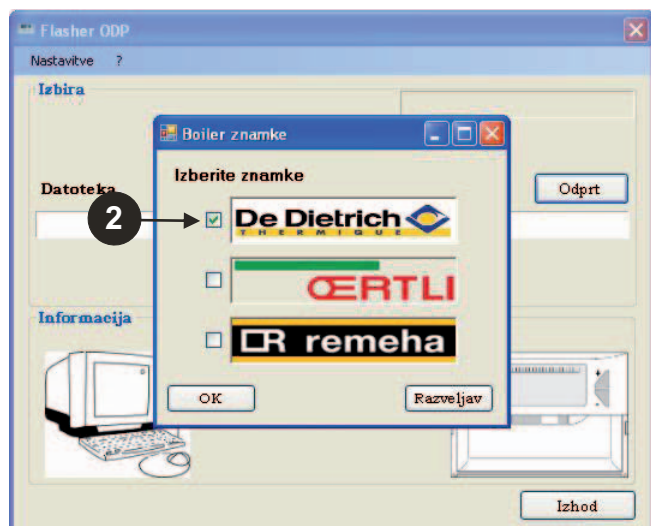 Flasher ODP
Nastavitve ?
Izbira
Boiler znamke
Izberite znamke
Datoteka
Odprt
2
De Dietrich
THERMIQUE
ŒRTLI
Informacija
remeha
OK
Razveljav
Izhod